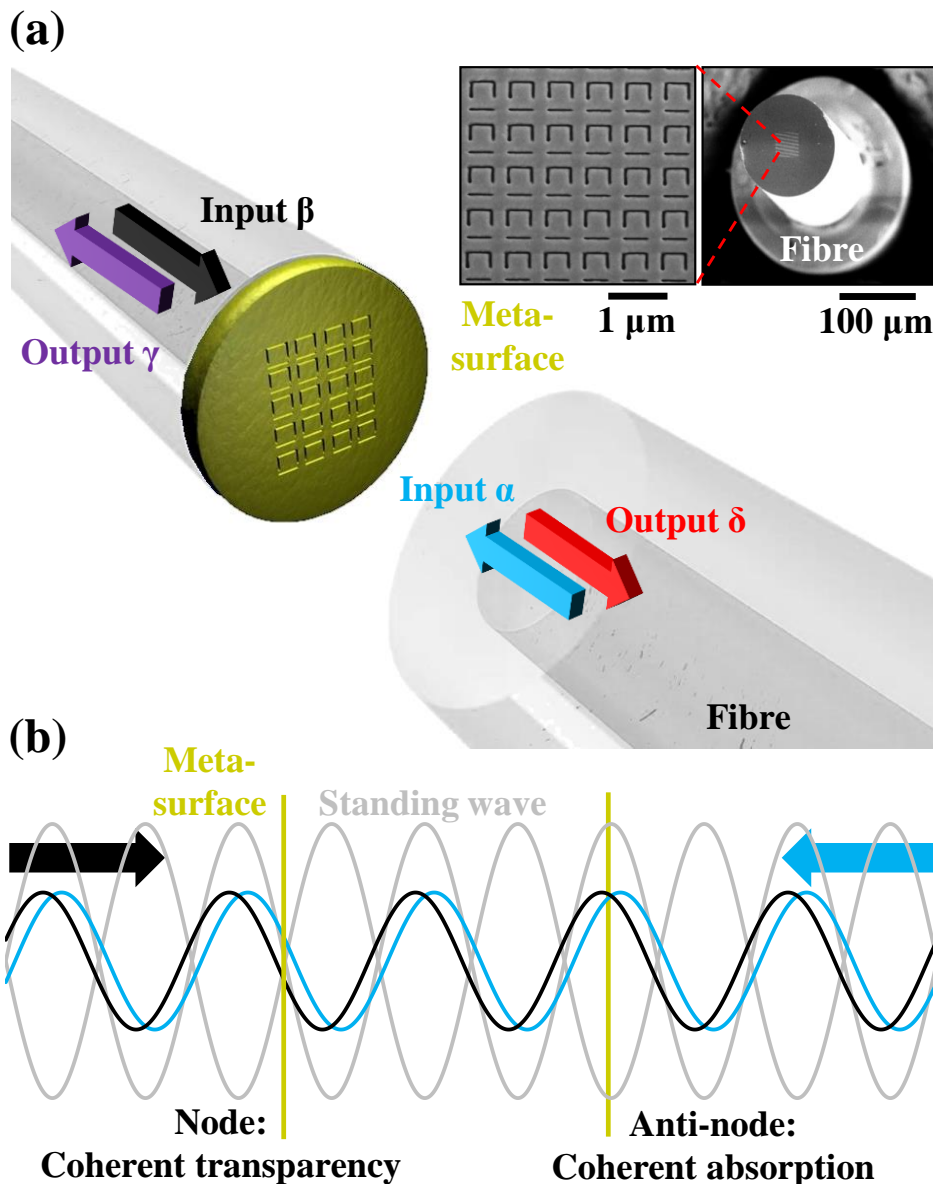 (a)
Input β
Output γ
Meta-
surface
1 μm
Fibre
100 μm
Input α
Output δ
Fibre
(b)
Meta-
surface
Standing wave
Node:
Coherent transparency
Anti-node:
Coherent absorption